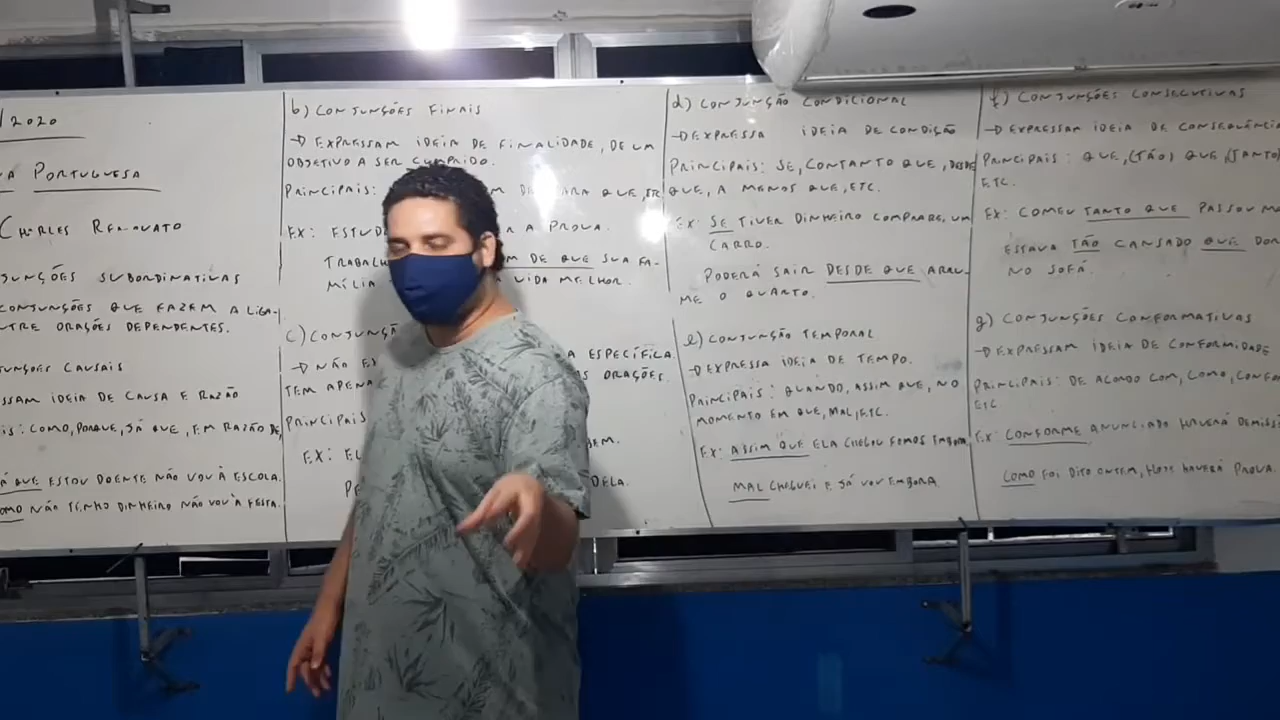 /2020
A PORTUGUESA
CHARLES RENOVATO
JUNÇÕES SUBORDINATIVAS
CONJUNÇÕES QUE FAZEM A LIGA-
NTRE ORAÇÕES DEPENDENTES.
JUNÇÕES CAUSAIS
SSAM IDEIA DE CAUSA E RAZÃO
IS: COMO, PORQUE, JÁ QUE, EM RAZÃO DE,
Á QUE ESTOU DOENTE NÃO VOU À ESCOLA.
OMO NÃO TENHO DINHEIRO NÃO VOU À FESTA.
b) CONJUNÇÕES FINAIS
→ EXPRESSAM IDEIA DE FINALIDADE, DE UM
OBJETIVO A SER CUMPRIDO.
PRINCIPAIS: ARA QUE, ETC
EX: ESTUD A PROVA.
TRABALH M DE QUE SUA FA-
MÍLIA VIDA MELHOR.
c) CONJUNÇ
→ NÃO EX A ESPECÍFICA.
TEM APENA ORAÇÕES.
PRINCIPAIS
EX: EL EM.
PE DELA.
d) CONJUNÇÃO CONDICIONAL
→ EXPRESSA IDEIA DE CONDIÇÃO
PRINCIPAIS: SE, CONTANTO QUE, DESDE
QUE, A MENOS QUE, ETC.
EX: SE TIVER DINHEIRO COMPRARE, UM
CARRO.
PODERÁ SAIR DESDE QUE ARRU-
ME O QUARTO.
e) CONJUNÇÃO TEMPORAL
→ EXPRESSA IDEIA DE TEMPO.
PRINCIPAIS: QUANDO, ASSIM QUE, NO
MOMENTO EM QUE, MAL, ETC.
EX: ASSIM QUE ELA CHEGOU FOMOS EMBORA
MAL CHEGUEI E JÁ VOU EMBORA.
f) CONJUNÇÕES CONSECUTIVAS
→ EXPRESSAM IDEIA DE CONSEQUÊNCIA
PRINCIPAIS: QUE, (TÃO) QUE, (TANTO)
ETC.
EX: COMEU TANTO QUE PASSOU MA
ESTAVA TÃO CANSADO QUE DOR
NO SOFÁ.
g) CONJUNÇÕES CONFORMATIVAS
→ EXPRESSAM IDEIA DE CONFORMIDADE
PRINCIPAIS: DE ACORDO COM, COMO, CONFOR
ETC
EX: CONFORME ANUNCIADO HAVERÁ DEMISS
COMO FOI DITO ONTEM, HOJE HAVERÁ PROVA.